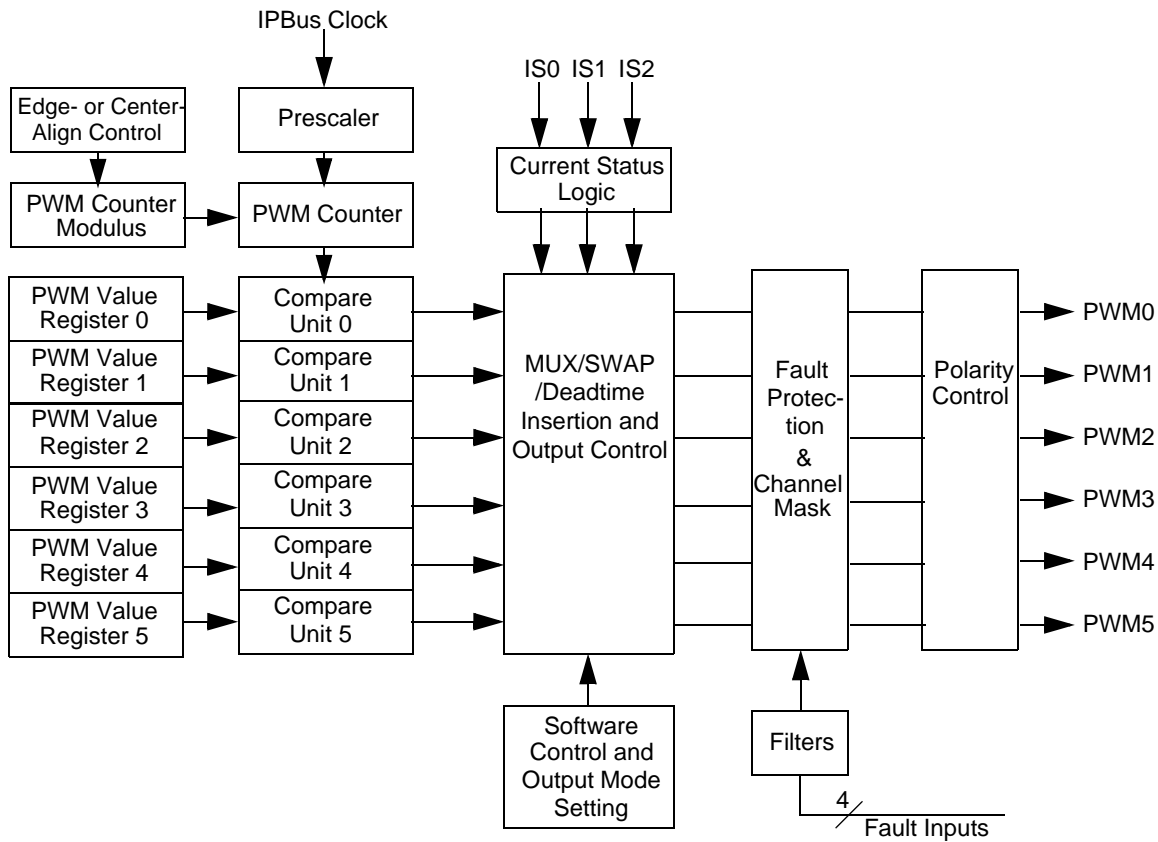 IPBus Clock
IS0 IS1 IS2
Edge- or Center-
Align Control
Prescaler
Current Status
Logic
PWM Counter
Modulus
PWM Counter
PWM Value
Register 0
Compare
Unit 0
PWM0
PWM Value
Register 1
Compare
Unit 1
PWM1
PWM Value
Register 2
Compare
Unit 2
PWM2
PWM Value
Register 3
Compare
Unit 3
PWM3
PWM Value
Register 4
Compare
Unit 4
PWM4
PWM Value
Register 5
Compare
Unit 5
PWM5
MUX/SWAP
/Deadtime
Insertion and
Output Control
Fault
Protec-
tion
&
Channel
Mask
Polarity
Control
Software
Control and
Output Mode
Setting
Filters
4
Fault Inputs